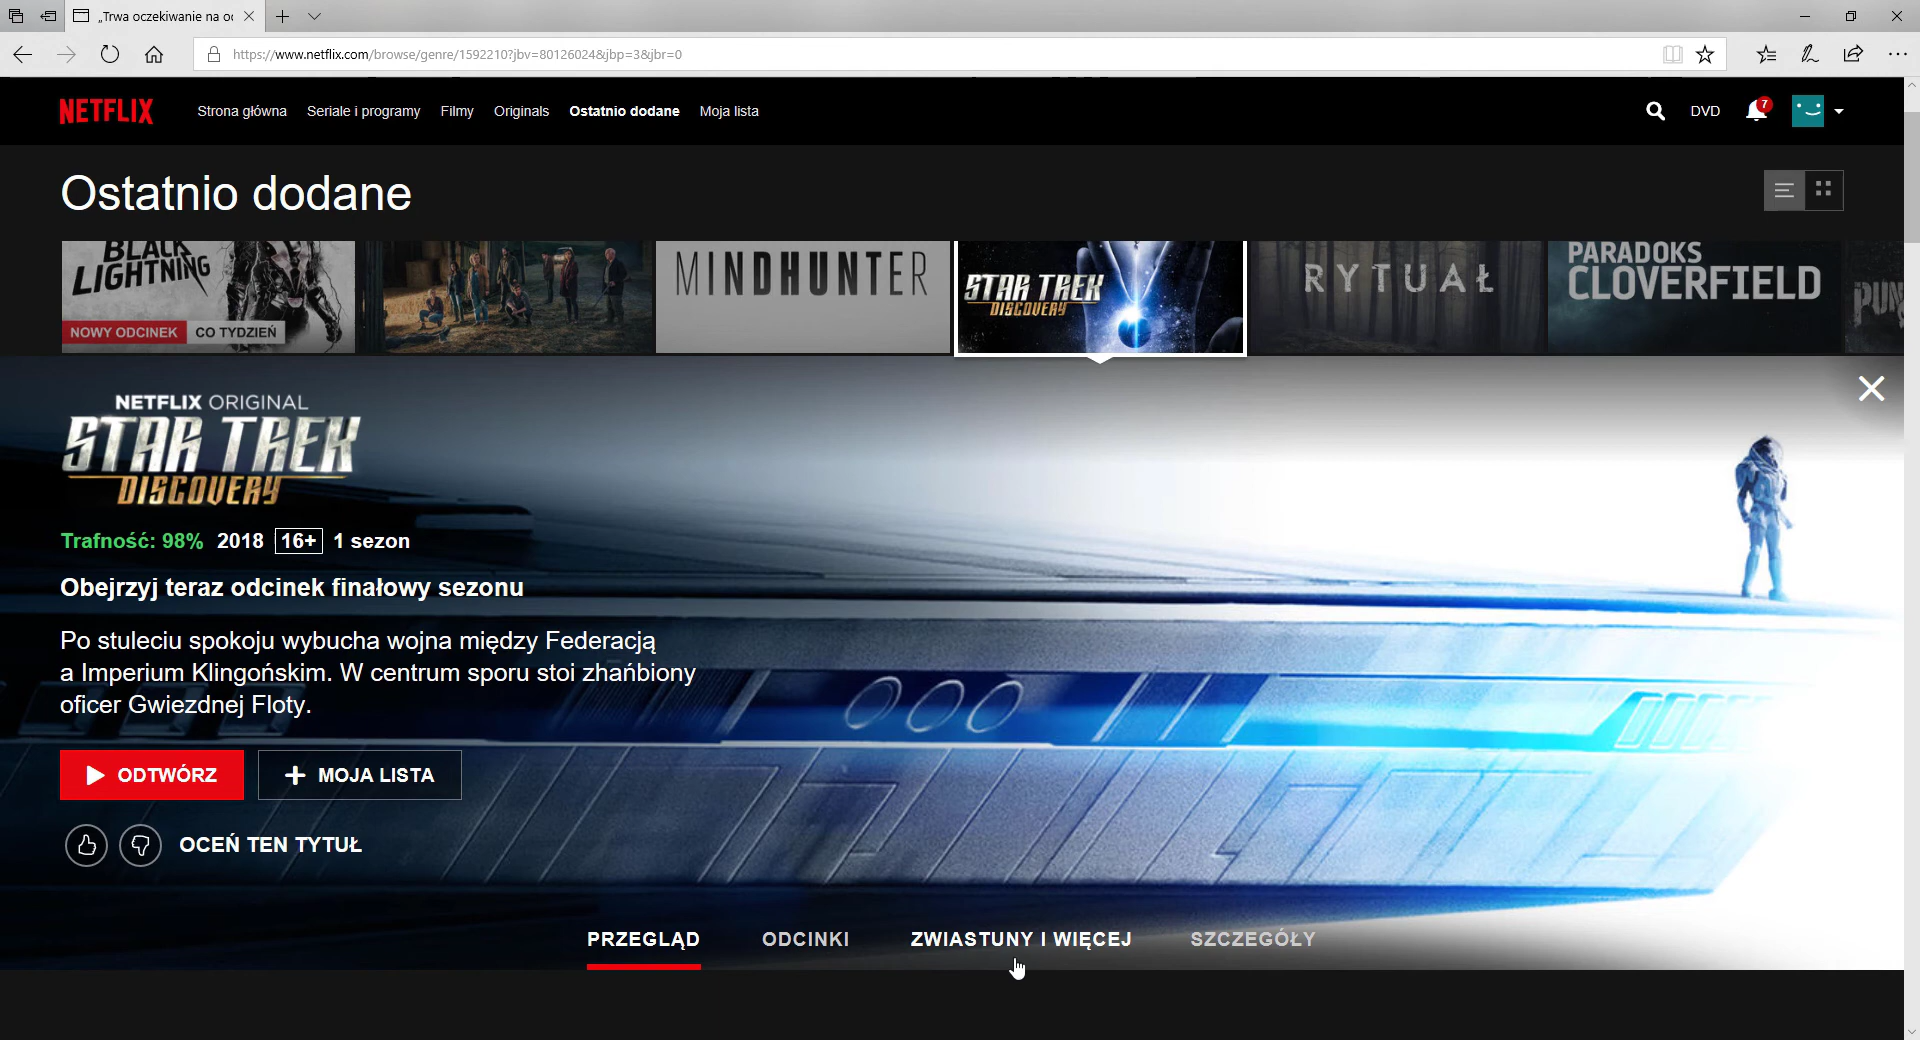 „Trwa oczekiwanie na o
https://www.netflix.com/browse/genre/1592210?jbv=80126024&jbp=3&jbr=0
NETFLIX Strona główna Seriale i programy Filmy Originals Ostatnio dodane Moja lista DVD 7
Ostatnio dodane
BLACK
LIGHTNING
NOWY ODCINEK CO TYDZIEŃ
MINDHUNTER
STAR TREK
DISCOVERY
RYTUAŁ
PARADOKS
CLOVERFIELD
PUN
NETFLIX ORIGINAL
STAR TREK
DISCOVERY
Trafność: 98% 2018 16+ 1 sezon
Obejrzyj teraz odcinek finałowy sezonu
Po stuleciu spokoju wybucha wojna między Federacją
a Imperium Klingońskim. W centrum sporu stoi zhańbiony
oficer Gwiezdnej Floty.
ODTWÓRZ MOJA LISTA
OCEŃ TEN TYTUŁ
PRZEGLĄD ODCINKI ZWIASTUNY I WIĘCEJ SZCZEGÓŁY